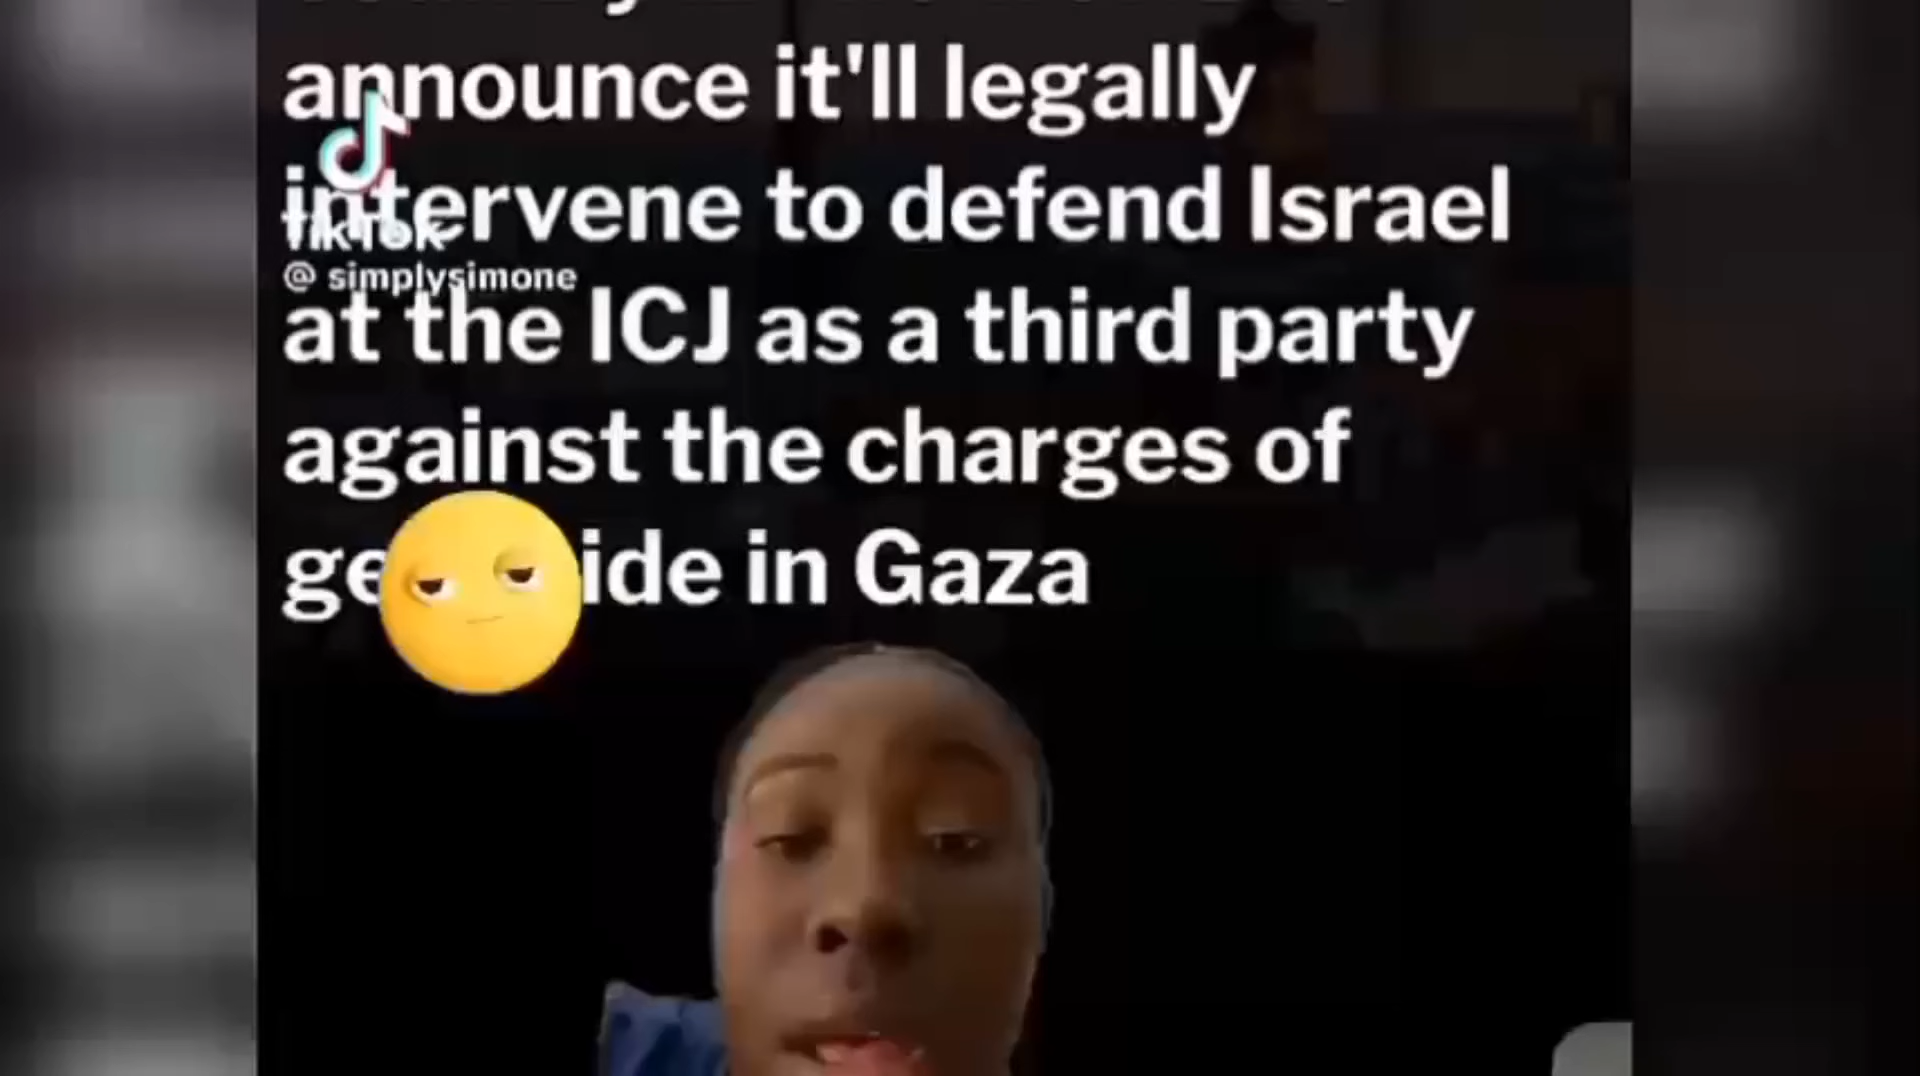 announce it'll legally
intervene to defend Israel
TikTok
@ simplysimone
at the ICJ as a third party
against the charges of
ge ide in Gaza